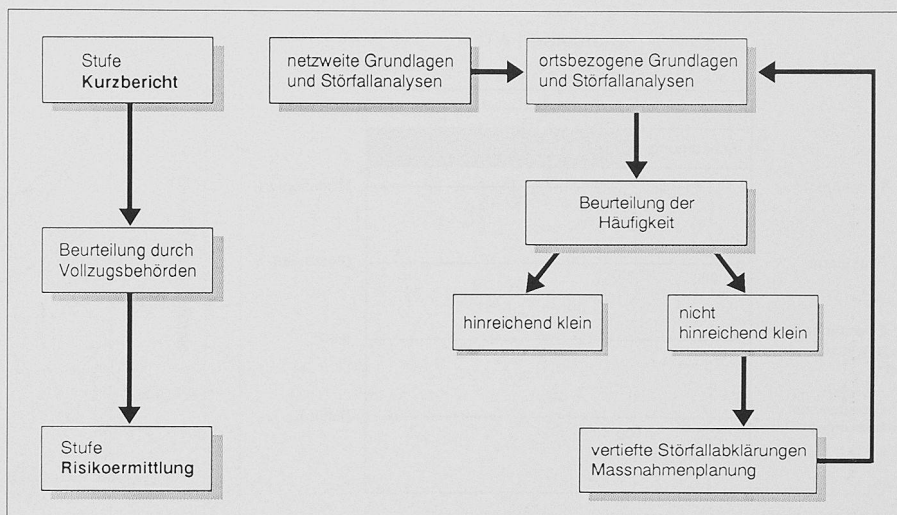 Stufe
Kurzbericht
Beurteilung durch
Vollzugsbehörden
Stufe
Risikoermittlung
netzweite Grundlagen
und Störfallanalysen
ortsbezogene Grundlagen
und Störfallanalysen
Beurteilung der
Häufigkeit
hinreichend klein
nicht
hinreichend klein
vertiefte Störfallabklärungen
Massnahmenplanung